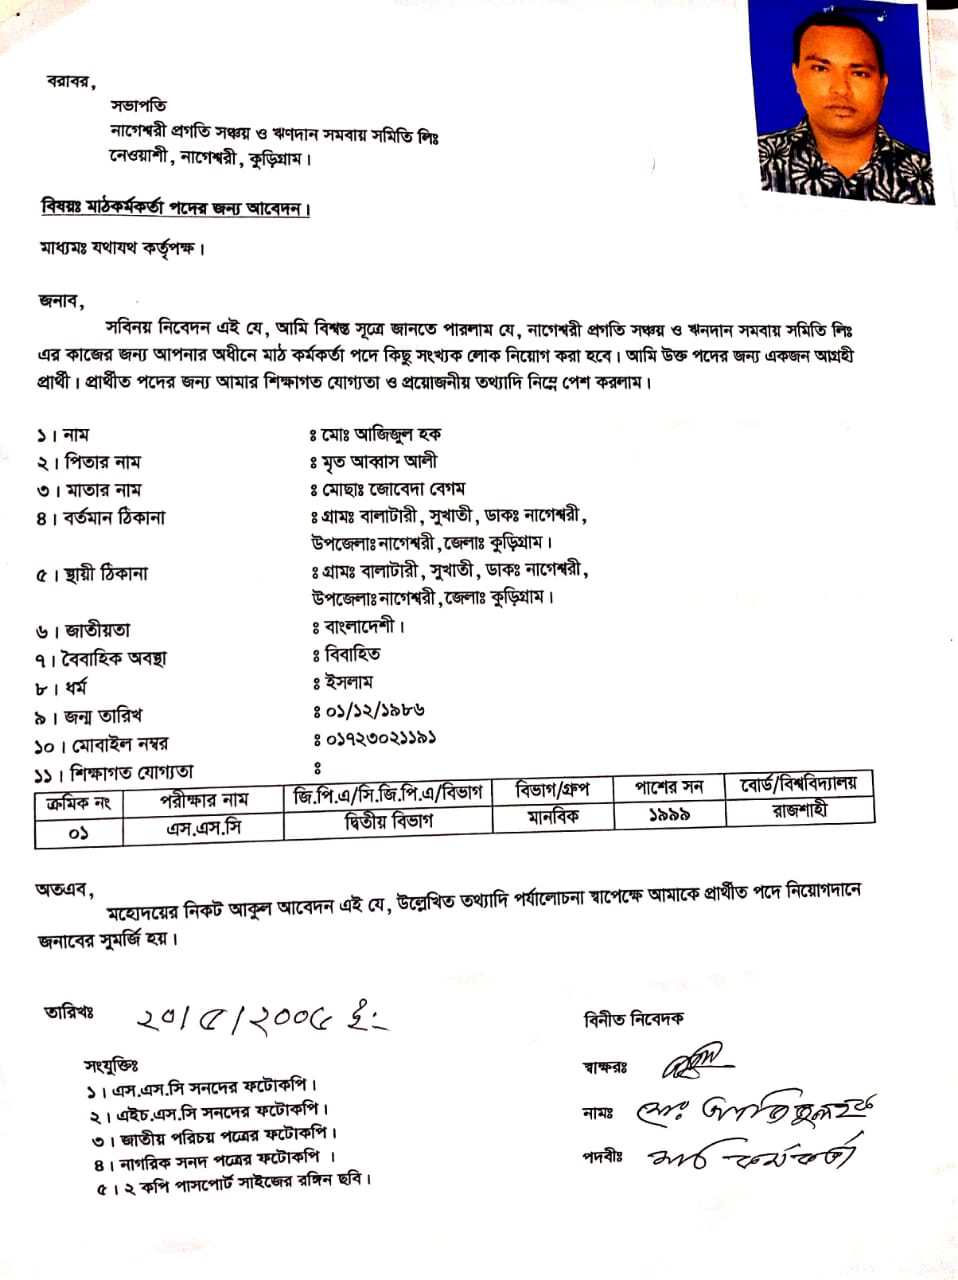 বরাবর,
সভাপতি
নাগেশ্বরী প্রগতি সঞ্চয় ও ঋণদান সমবায় সমিতি লিঃ
নেওয়াশী, নাগেশ্বরী, কুড়িগ্রাম।
বিষয়ঃ মাঠকর্মকর্তা পদের জন্য আবেদন।
মাধ্যমঃ যথাযথ কর্তৃপক্ষ।
জনাব,
সবিনয় নিবেদন এই যে, আমি বিশ্বস্ত সূত্রে জানতে পারলাম যে, নাগেশ্বরী প্রগতি সঞ্চয় ও ঋনদান সমবায় সমিতি লিঃ
এর কাজের জন্য আপনার অধীনে মাঠ কর্মকর্তা পদে কিছু সংখ্যক লোক নিয়োগ করা হবে। আমি উক্ত পদের জন্য একজন আগ্রহী
প্রার্থী। প্রার্থীত পদের জন্য আমার শিক্ষাগত যোগ্যতা ও প্রয়োজনীয় তথ্যাদি নিম্নে পেশ করলাম।
১। নাম ঃ মোঃ আজিজুল হক
২। পিতার নাম ঃ মৃত আব্বাস আলী
৩। মাতার নাম ঃ মোছাঃ জোবেদা বেগম
৪। বর্তমান ঠিকানা ঃ গ্রামঃ বালাটারী, সুখাতী, ডাকঃ নাগেশ্বরী,
উপজেলাঃ নাগেশ্বরী, জেলাঃ কুড়িগ্রাম।
৫। স্থায়ী ঠিকানা ঃ গ্রামঃ বালাটারী, সুখাতী, ডাকঃ নাগেশ্বরী,
উপজেলাঃ নাগেশ্বরী, জেলাঃ কুড়িগ্রাম।
৬। জাতীয়তা ঃ বাংলাদেশী।
৭। বৈবাহিক অবস্থা ঃ বিবাহিত
৮। ধর্ম ঃ ইসলাম
৯। জন্ম তারিখ ঃ ০১/১২/১৯৮৬
১০। মোবাইল নম্বর ঃ ০১৭২৩০২১১৯১
১১। শিক্ষাগত যোগ্যতা ঃ
ক্রমিক নং পরীক্ষার নাম জি.পি.এ/সি.জি.পি.এ/বিভাগ বিভাগ/গ্রুপ পাশের সন বোর্ড/বিশ্ববিদ্যালয়
০১ এস.এস.সি দ্বিতীয় বিভাগ মানবিক ১৯৯৯ রাজশাহী
অতএব,
মহোদয়ের নিকট আকুল আবেদন এই যে, উল্লেখিত তথ্যাদি পর্যালোচনা স্বাপেক্ষে আমাকে প্রার্থীত পদে নিয়োগদানে
জনাবের সুমর্জি হয়।
তারিখঃ ২০/৫/২০০৫ ইং
বিনীত নিবেদক
সংযুক্তিঃ
স্বাক্ষরঃ
১। এস.এস.সি সনদের ফটোকপি।
২। এইচ.এস.সি সনদের ফটোকপি।
নামঃ মোঃ আজিজুল হক
৩। জাতীয় পরিচয় পত্রের ফটোকপি।
৪। নাগরিক সনদ পত্রের ফটোকপি ।
পদবীঃ মাঠ কর্মকর্তা
৫। ২ কপি পাসপোর্ট সাইজের রঙ্গিন ছবি।